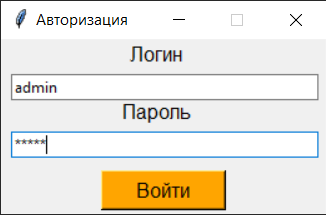 Авторизация
Логин
admin
Пароль
*****
Войти